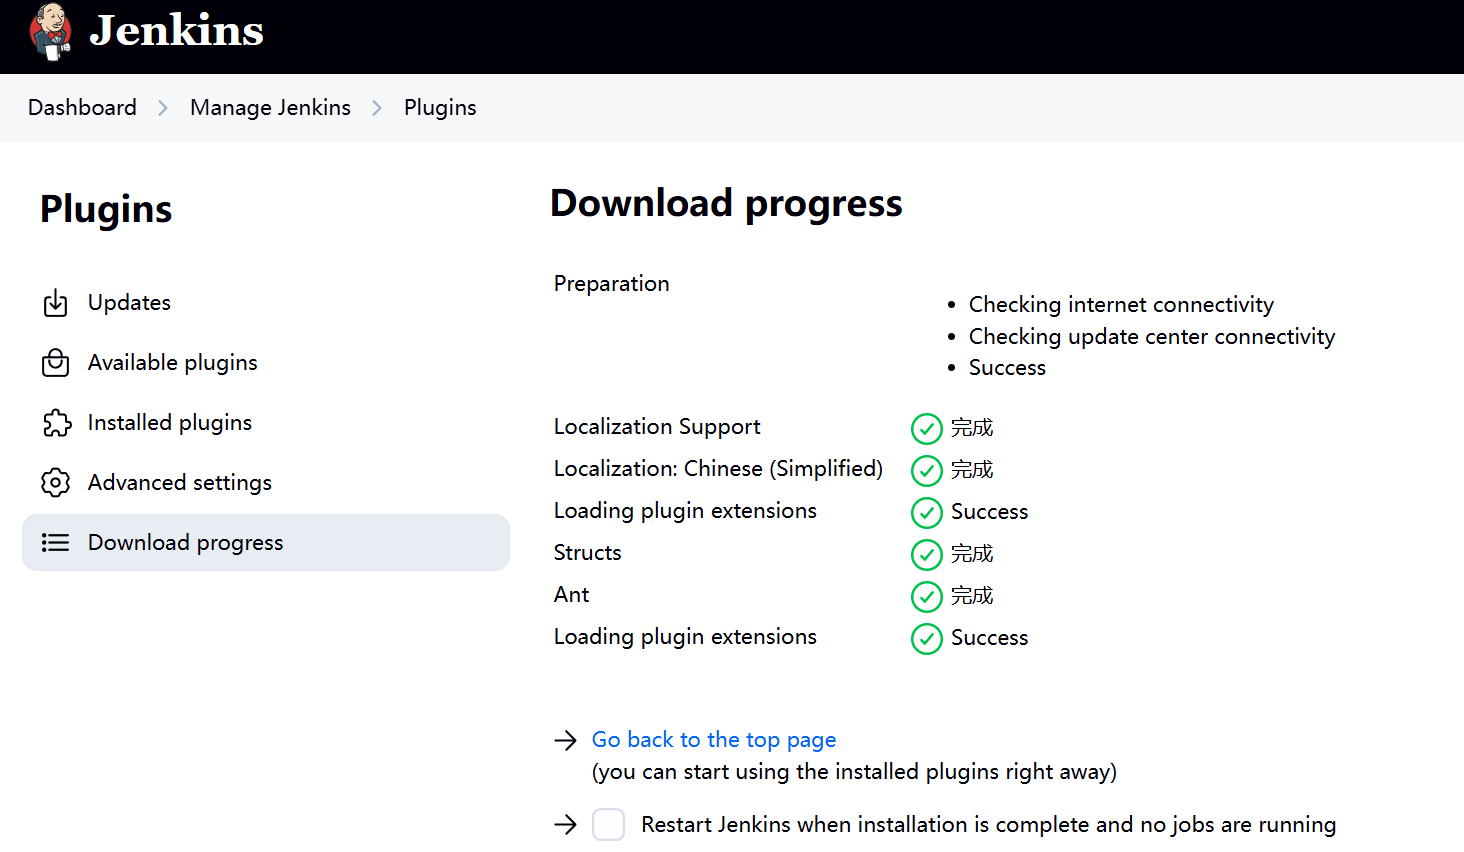 Jenkins
Dashboard > Manage Jenkins > Plugins
Plugins
Updates
Available plugins
Installed plugins
Advanced settings
Download progress
Download progress
Preparation
• Checking internet connectivity
• Checking update center connectivity
• Success
Localization Support 完成
Localization: Chinese (Simplified) 完成
Loading plugin extensions Success
Structs 完成
Ant 完成
Loading plugin extensions Success
→ Go back to the top page
(you can start using the installed plugins right away)
→ Restart Jenkins when installation is complete and no jobs are running